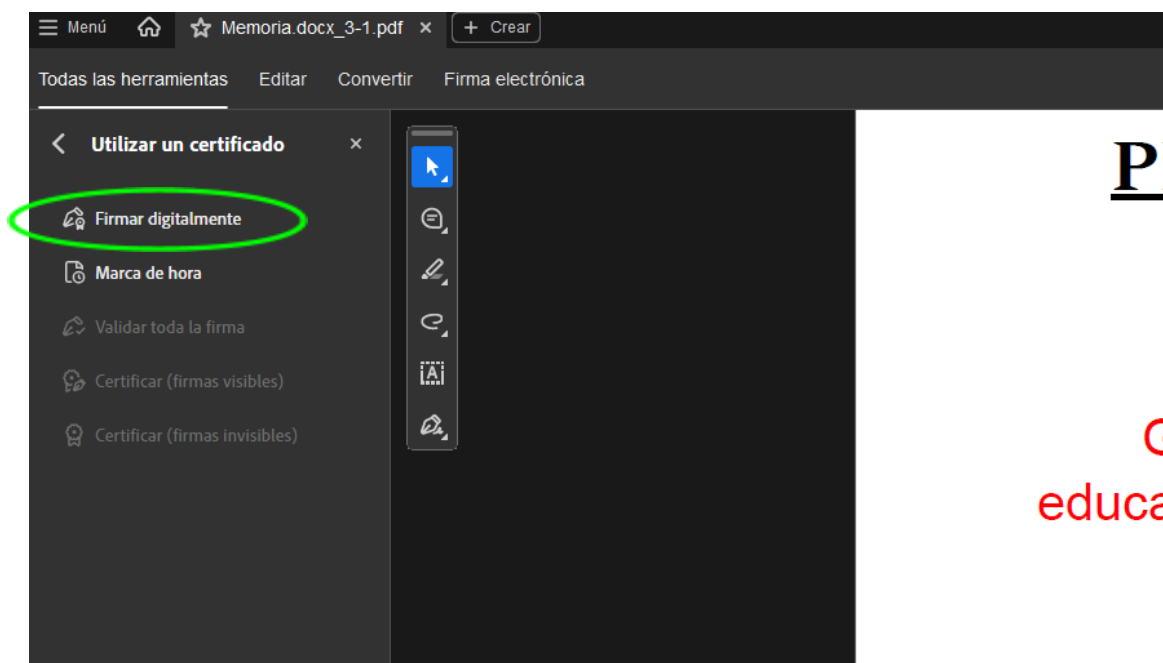 Menú Memoria.docx_3-1.pdf × + Crear
Todas las herramientas Editar Convertir Firma electrónica
Utilizar un certificado ×
Firmar digitalmente
Marca de hora
Validar toda la firma
Certificar (firmas visibles)
Certificar (firmas invisibles)
A
P
educa